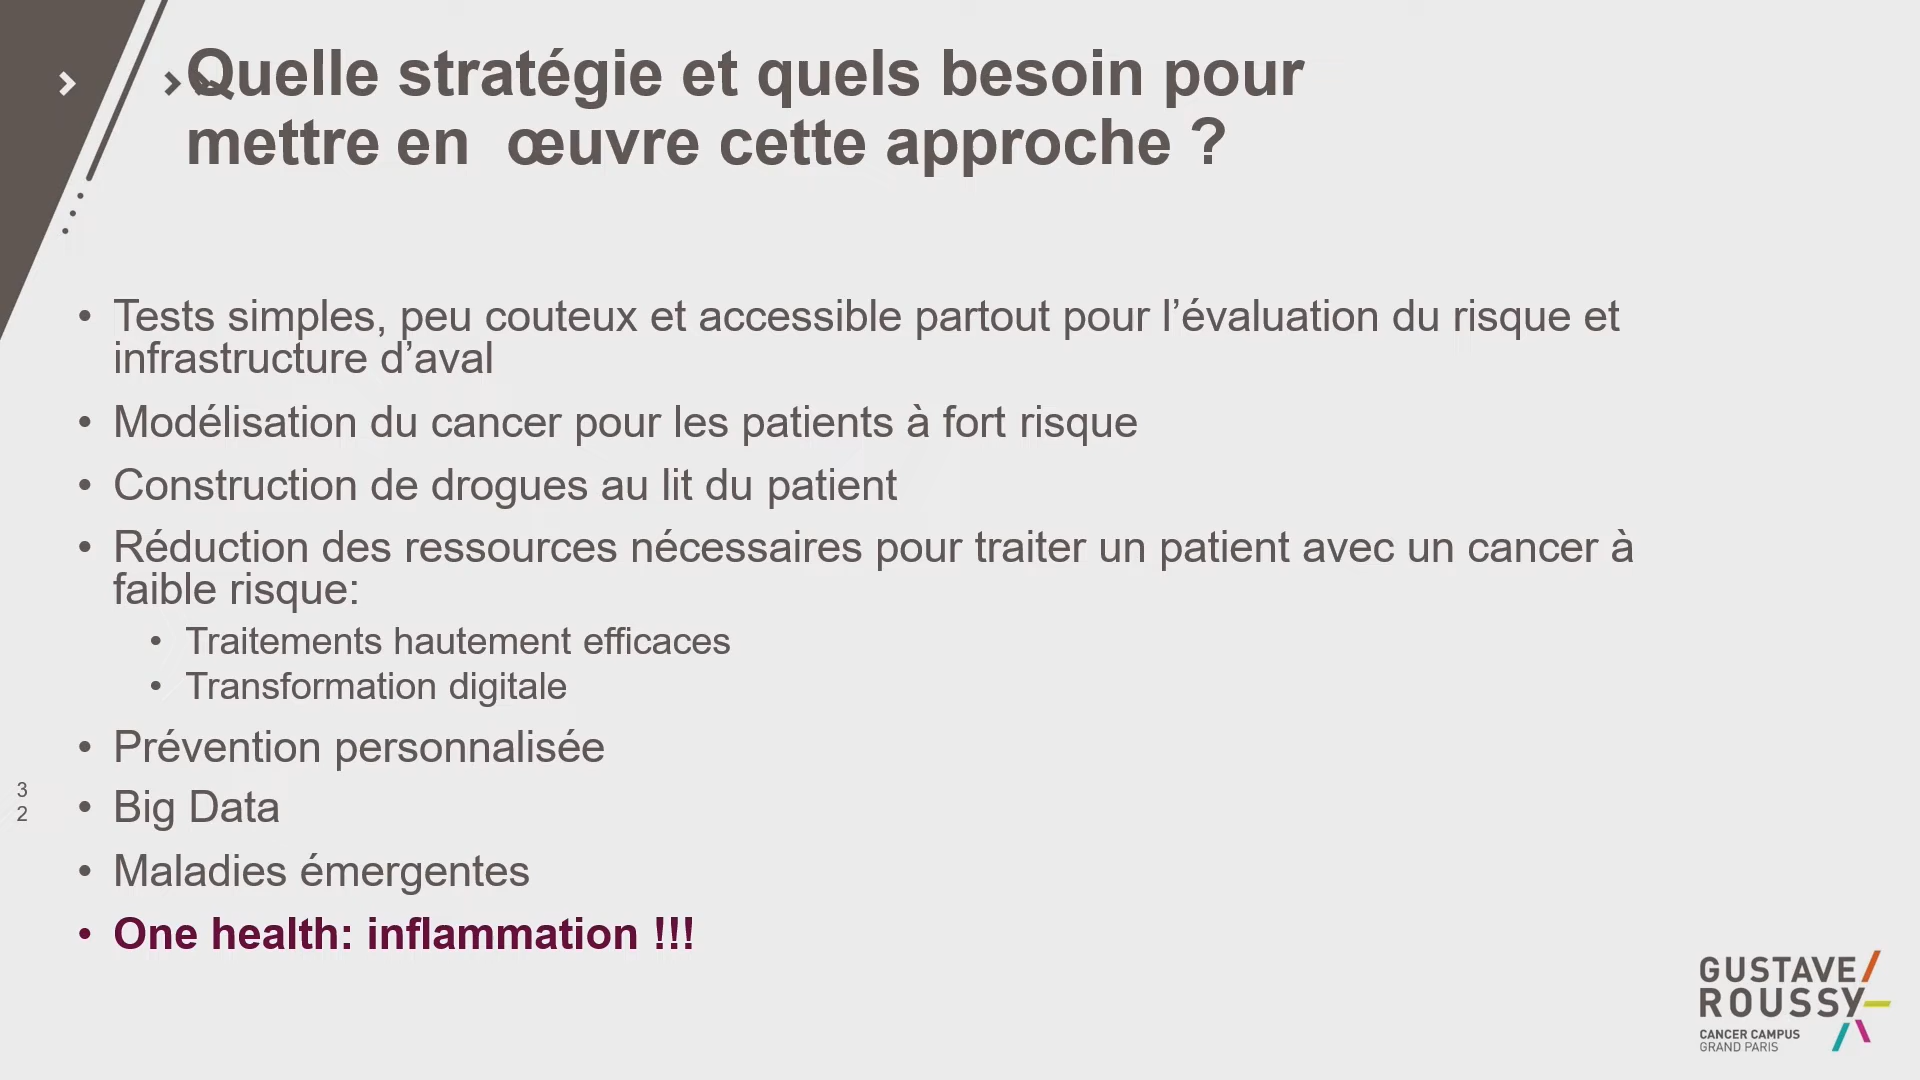 Quelle stratégie et quels besoin pour
mettre en œuvre cette approche ?
• Tests simples, peu couteux et accessible partout pour l’évaluation du risque et
infrastructure d’aval
• Modélisation du cancer pour les patients à fort risque
• Construction de drogues au lit du patient
• Réduction des ressources nécessaires pour traiter un patient avec un cancer à
faible risque:
• Traitements hautement efficaces
• Transformation digitale
• Prévention personnalisée
3
2
• Big Data
• Maladies émergentes
• One health: inflammation !!!
GUSTAVE
ROUSSY
CANCER CAMPUS
GRAND PARIS